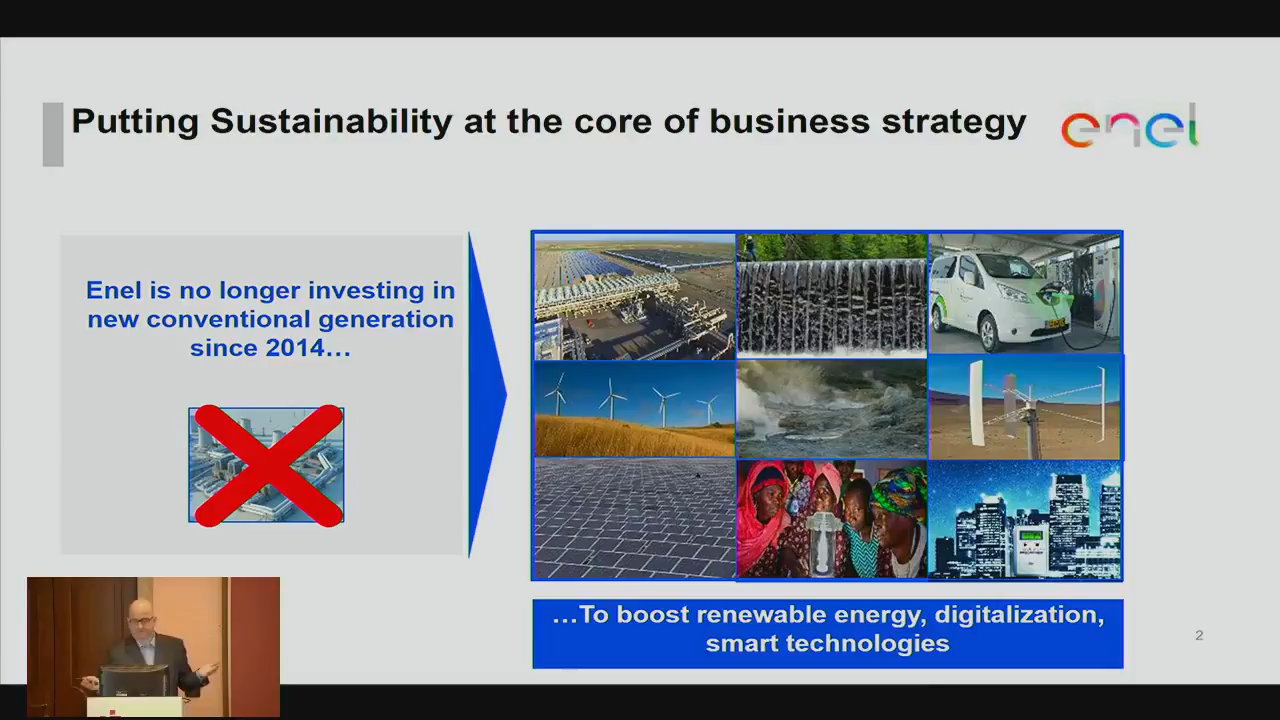 Putting Sustainability at the core of business strategy
enel
Enel is no longer investing in
new conventional generation
since 2014…
…To boost renewable energy, digitalization,
smart technologies
2